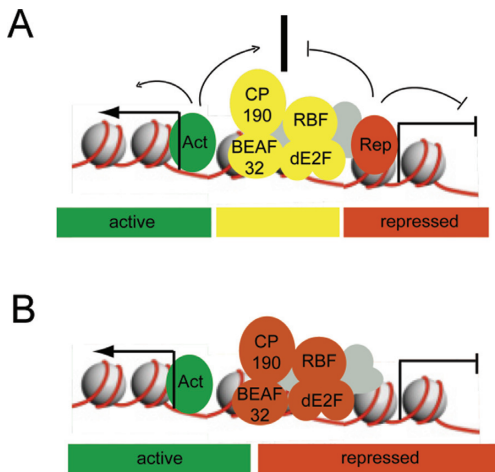 A
CP
190
RBF
Act
Rep
BEAF
32
dE2F
active
repressed
B
CP
190
RBF
Act
BEAF
32
dE2F
active
repressed